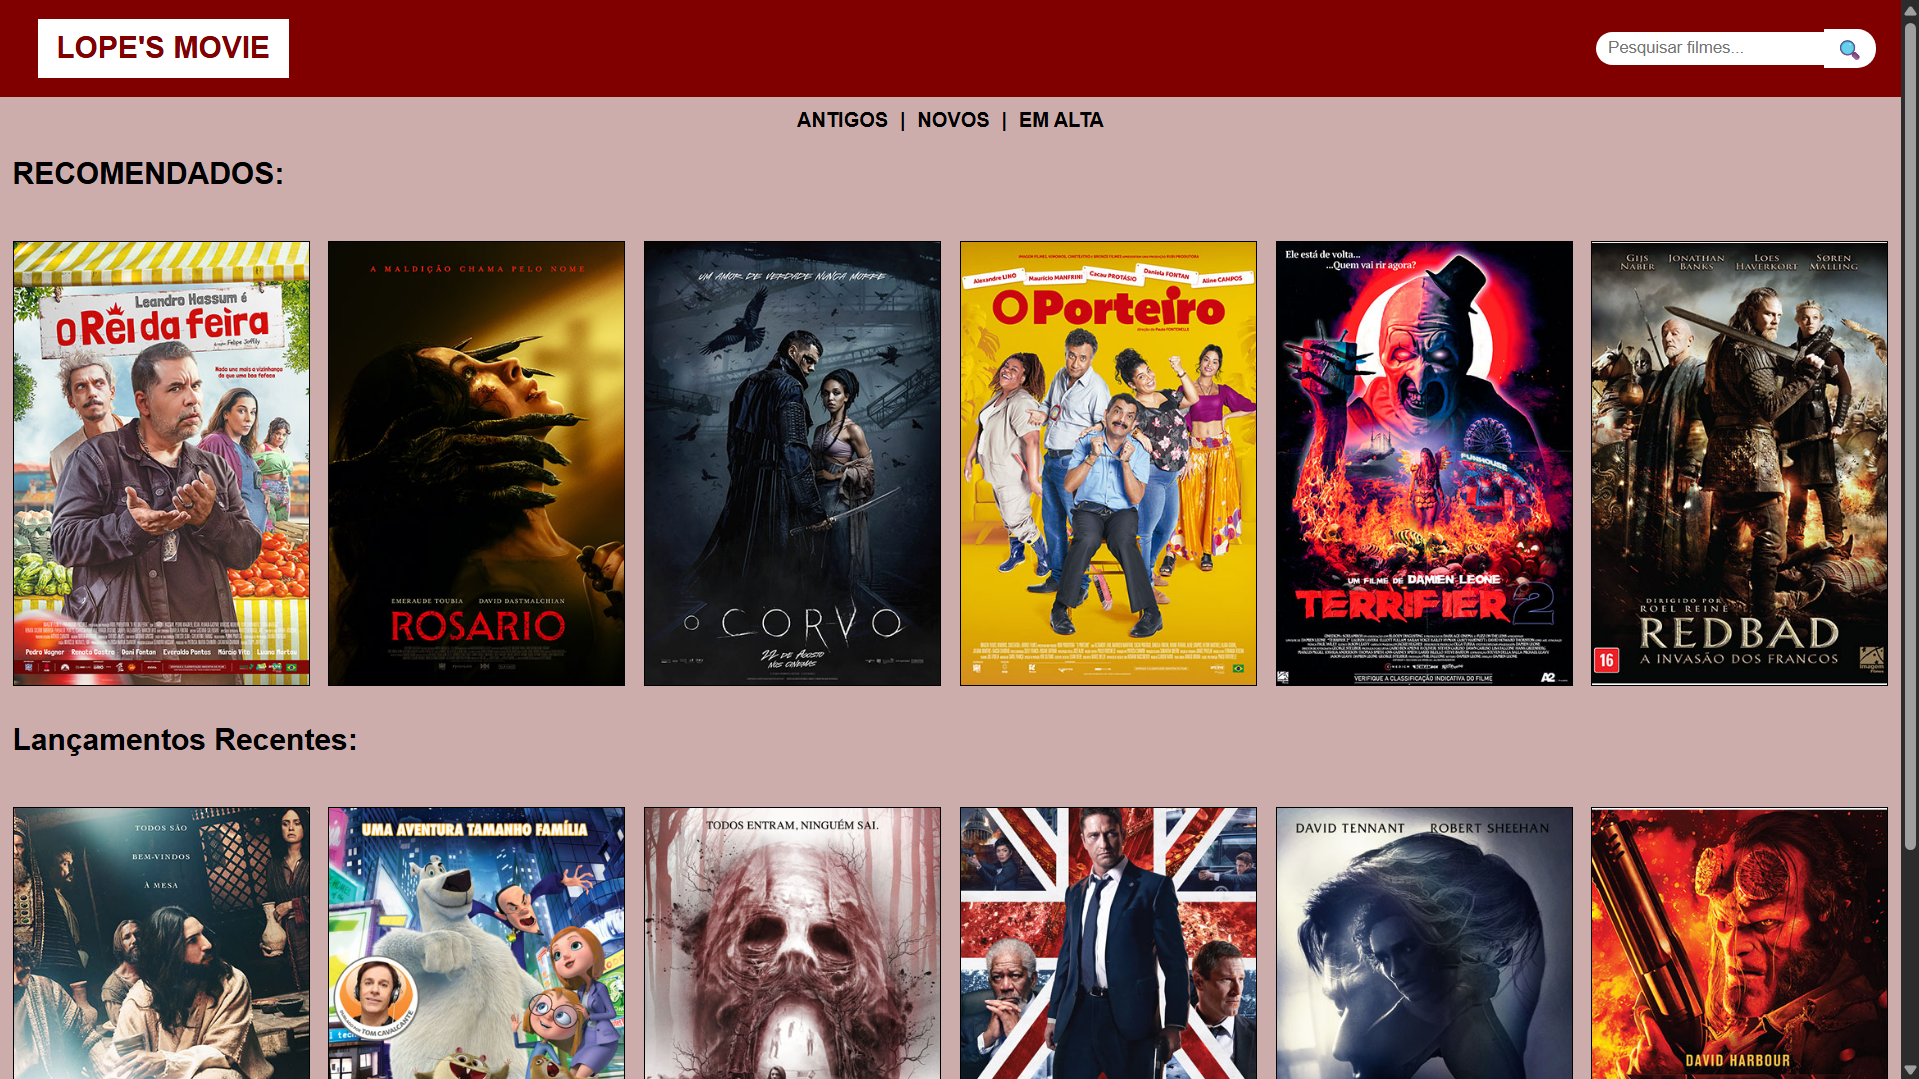 LOPE'S MOVIE
Pesquisar filmes...
ANTIGOS | NOVOS | EM ALTA
RECOMENDADOS:
Leandro Hassum é
O Rei da feira
Felipe Joffily
Nada une mais a vizinhança
do que uma boa fofoca
Pedro Wagner Renata Castro Dani Fontan Everaldo Pontes Márcio Vito Luana Martau
A MALDIÇÃO CHAMA PELO NOME
EMERAUDE TOUBIA DAVID DASTMALCHIAN
ROSARIO
UM AMOR DE VERDADE NUNCA MORRE
O CORVO
22 DE AGOSTO
NOS CINEMAS
Alexandre LINO
Maurício MANFRINI
Cacau PROTÁSIO
Daniela FONTAN
Aline CAMPOS
O Porteiro
Ele está de volta...
...Quem vai rir agora?
FUNHOUSE
UM FILME DE DAMIEN LEONE
TERRIFIER 2
VERIFIQUE A CLASSIFICAÇÃO INDICATIVA DO FILME
A2
GIJS NABER
JONATHAN BANKS
LOES HAVERKORT
SØREN MALLING
DIRIGIDO POR
ROEL REINÉ
REDBAD
A INVASÃO DOS FRANCOS
16
imagem
Lançamentos Recentes:
TODOS SÃO
BEM-VINDOS
À MESA
UMA AVENTURA TAMANHO FAMÍLIA
DUBLADO POR TOM CAVALCANTE
TODOS ENTRAM, NINGUÉM SAI.
DAVID TENNANT ROBERT SHEEHAN
DAVID HARBOUR